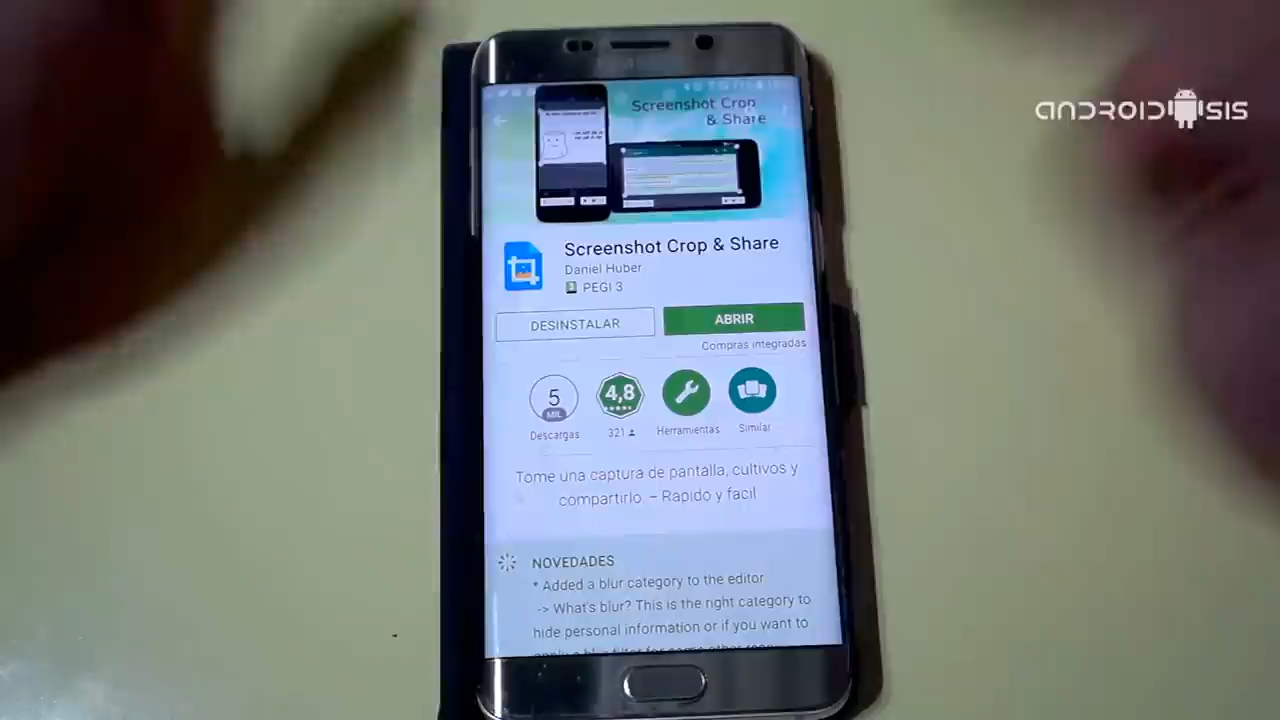 ANDROIDSIS
Screenshot Crop
& Share
Screenshot Crop & Share
Daniel Huber
3 PEGI 3
DESINSTALAR
ABRIR
Compras integradas
5
MIL
4,8
Descargas
321
Herramientas
Similar
Tome una captura de pantalla, cultivos y
compartirlo. – Rapido y facil
NOVEDADES
* Added a blur category to the editor
-> What's blur? This is the right category to
hide personal information or if you want to